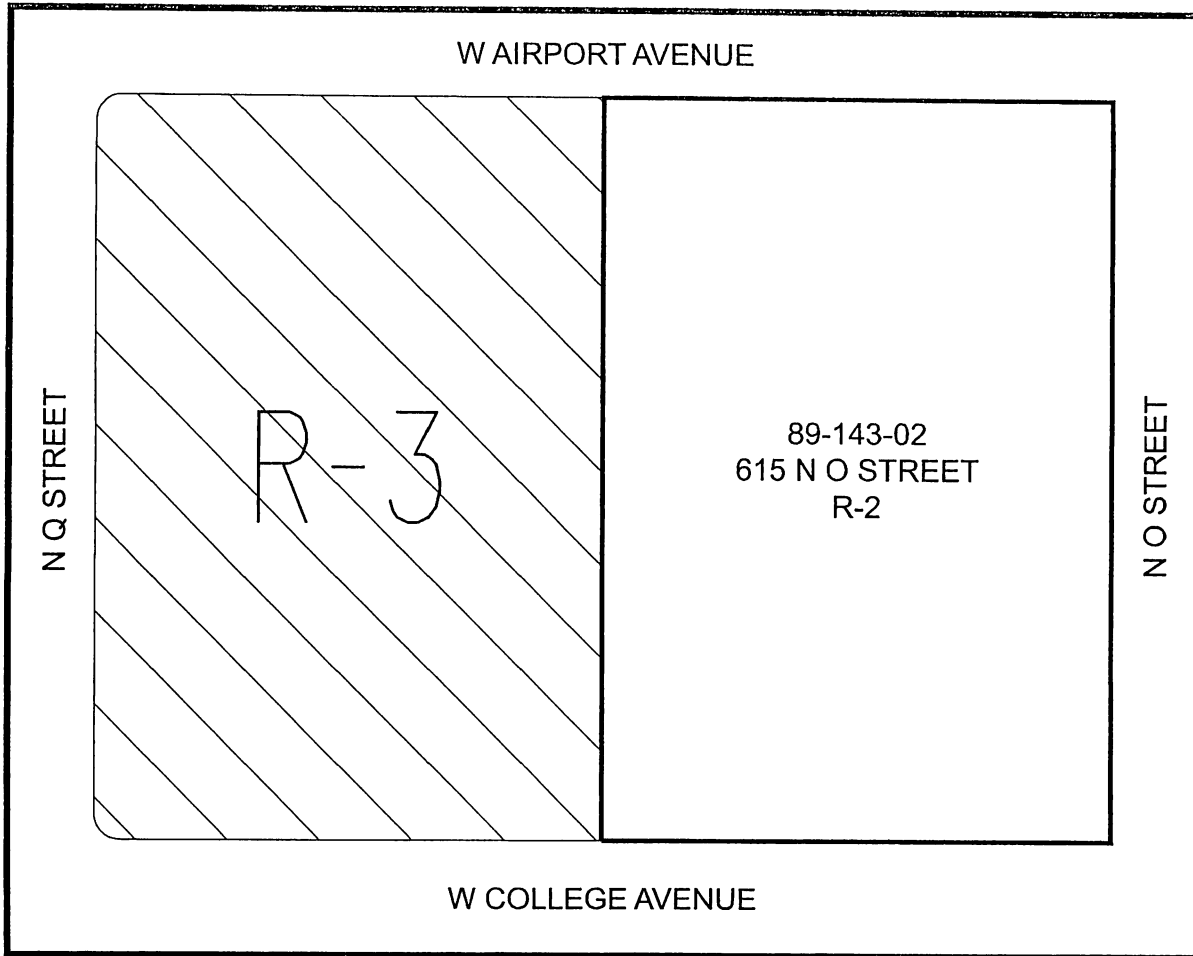 W AIRPORT AVENUE
N Q STREET
R-3
89-143-02
615 N O STREET
R-2
N O STREET
W COLLEGE AVENUE